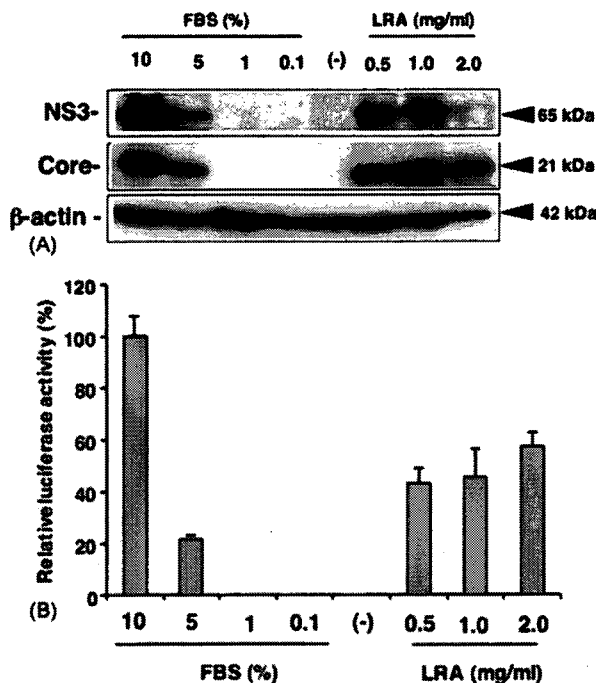 FBS (%) LRA (mg/ml)
10 5 1 0.1 (-) 0.5 1.0 2.0
NS3- 65 kDa
Core- 21 kDa
β-actin - 42 kDa
(A)
Relative luciferase activity (%)
120
100
80
60
40
20
0
(B)
10 5 1 0.1 (-) 0.5 1.0 2.0
FBS (%) LRA (mg/ml)